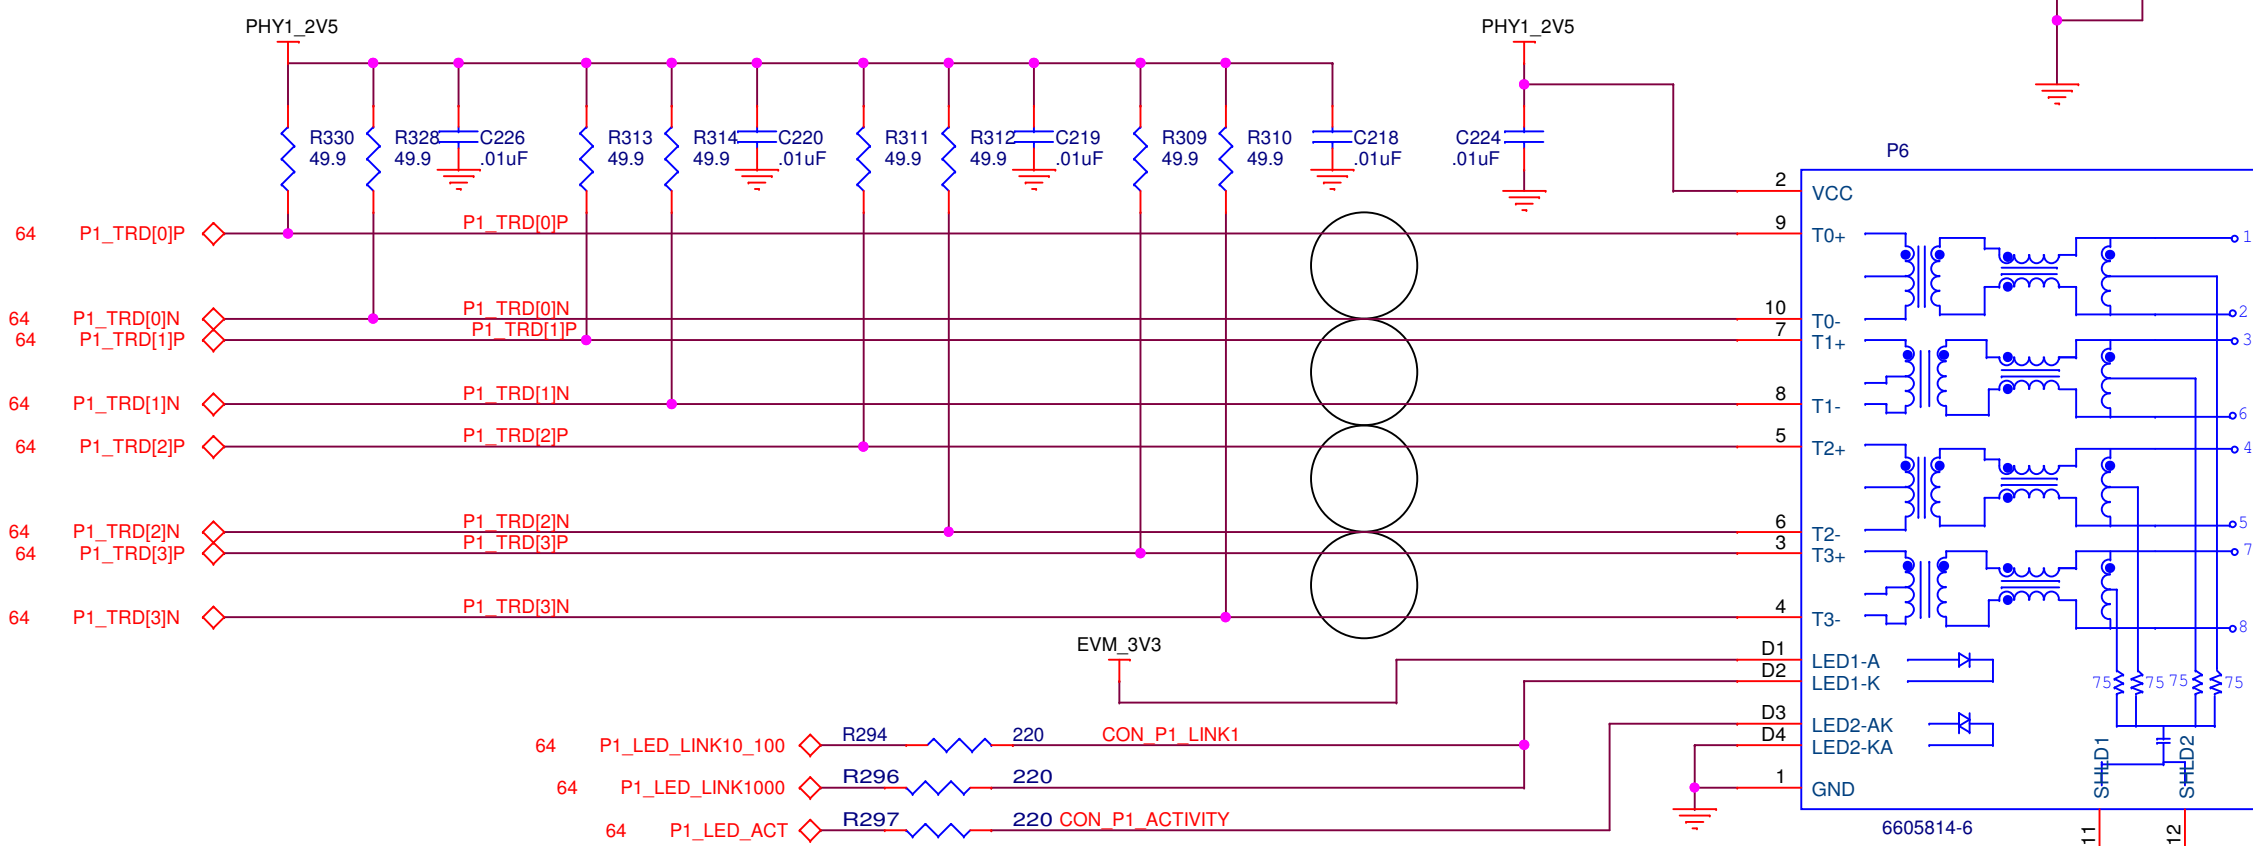 PHY1_2V5
PHY1_2V5
R330
49.9
R328
49.9
C226
.01uF
R313
49.9
R314
49.9
C220
.01uF
R311
49.9
R312
49.9
C219
.01uF
R309
49.9
R310
49.9
C218
.01uF
C224
.01uF
P6
2
VCC
64 P1_TRD[0]P
P1_TRD[0]P
9
T0+
1
64 P1_TRD[0]N
P1_TRD[0]N
10
T0-
2
64 P1_TRD[1]P
P1_TRD[1]P
7
T1+
3
64 P1_TRD[1]N
P1_TRD[1]N
8
T1-
6
64 P1_TRD[2]P
P1_TRD[2]P
5
T2+
4
64 P1_TRD[2]N
P1_TRD[2]N
6
T2-
5
64 P1_TRD[3]P
P1_TRD[3]P
3
T3+
7
64 P1_TRD[3]N
P1_TRD[3]N
4
T3-
8
EVM_3V3
D1
LED1-A
D2
LED1-K
75 75 75 75
D3
LED2-AK
D4
LED2-KA
64 P1_LED_LINK10_100
R294 220 CON_P1_LINK1
64 P1_LED_LINK1000
R296 220
1
GND
SHLD1
SHLD2
64 P1_LED_ACT
R297 220 CON_P1_ACTIVITY
6605814-6
11
12